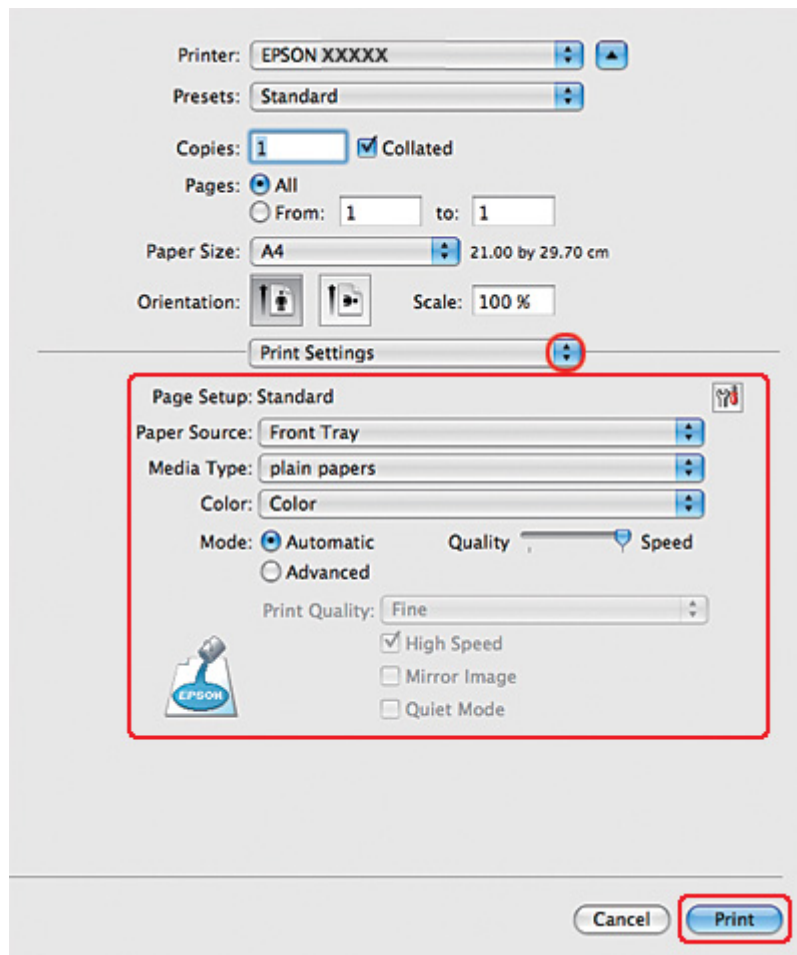 Printer: EPSON XXXXX
Presets: Standard
Copies: 1 Collated
Pages: All
From: 1 to: 1
Paper Size: A4 21.00 by 29.70 cm
Orientation: Scale: 100 %
Print Settings
Page Setup: Standard
Paper Source: Front Tray
Media Type: plain papers
Color: Color
Mode: Automatic Quality Speed
Advanced
Print Quality: Fine
High Speed
Mirror Image
EPSON
Quiet Mode
Cancel Print